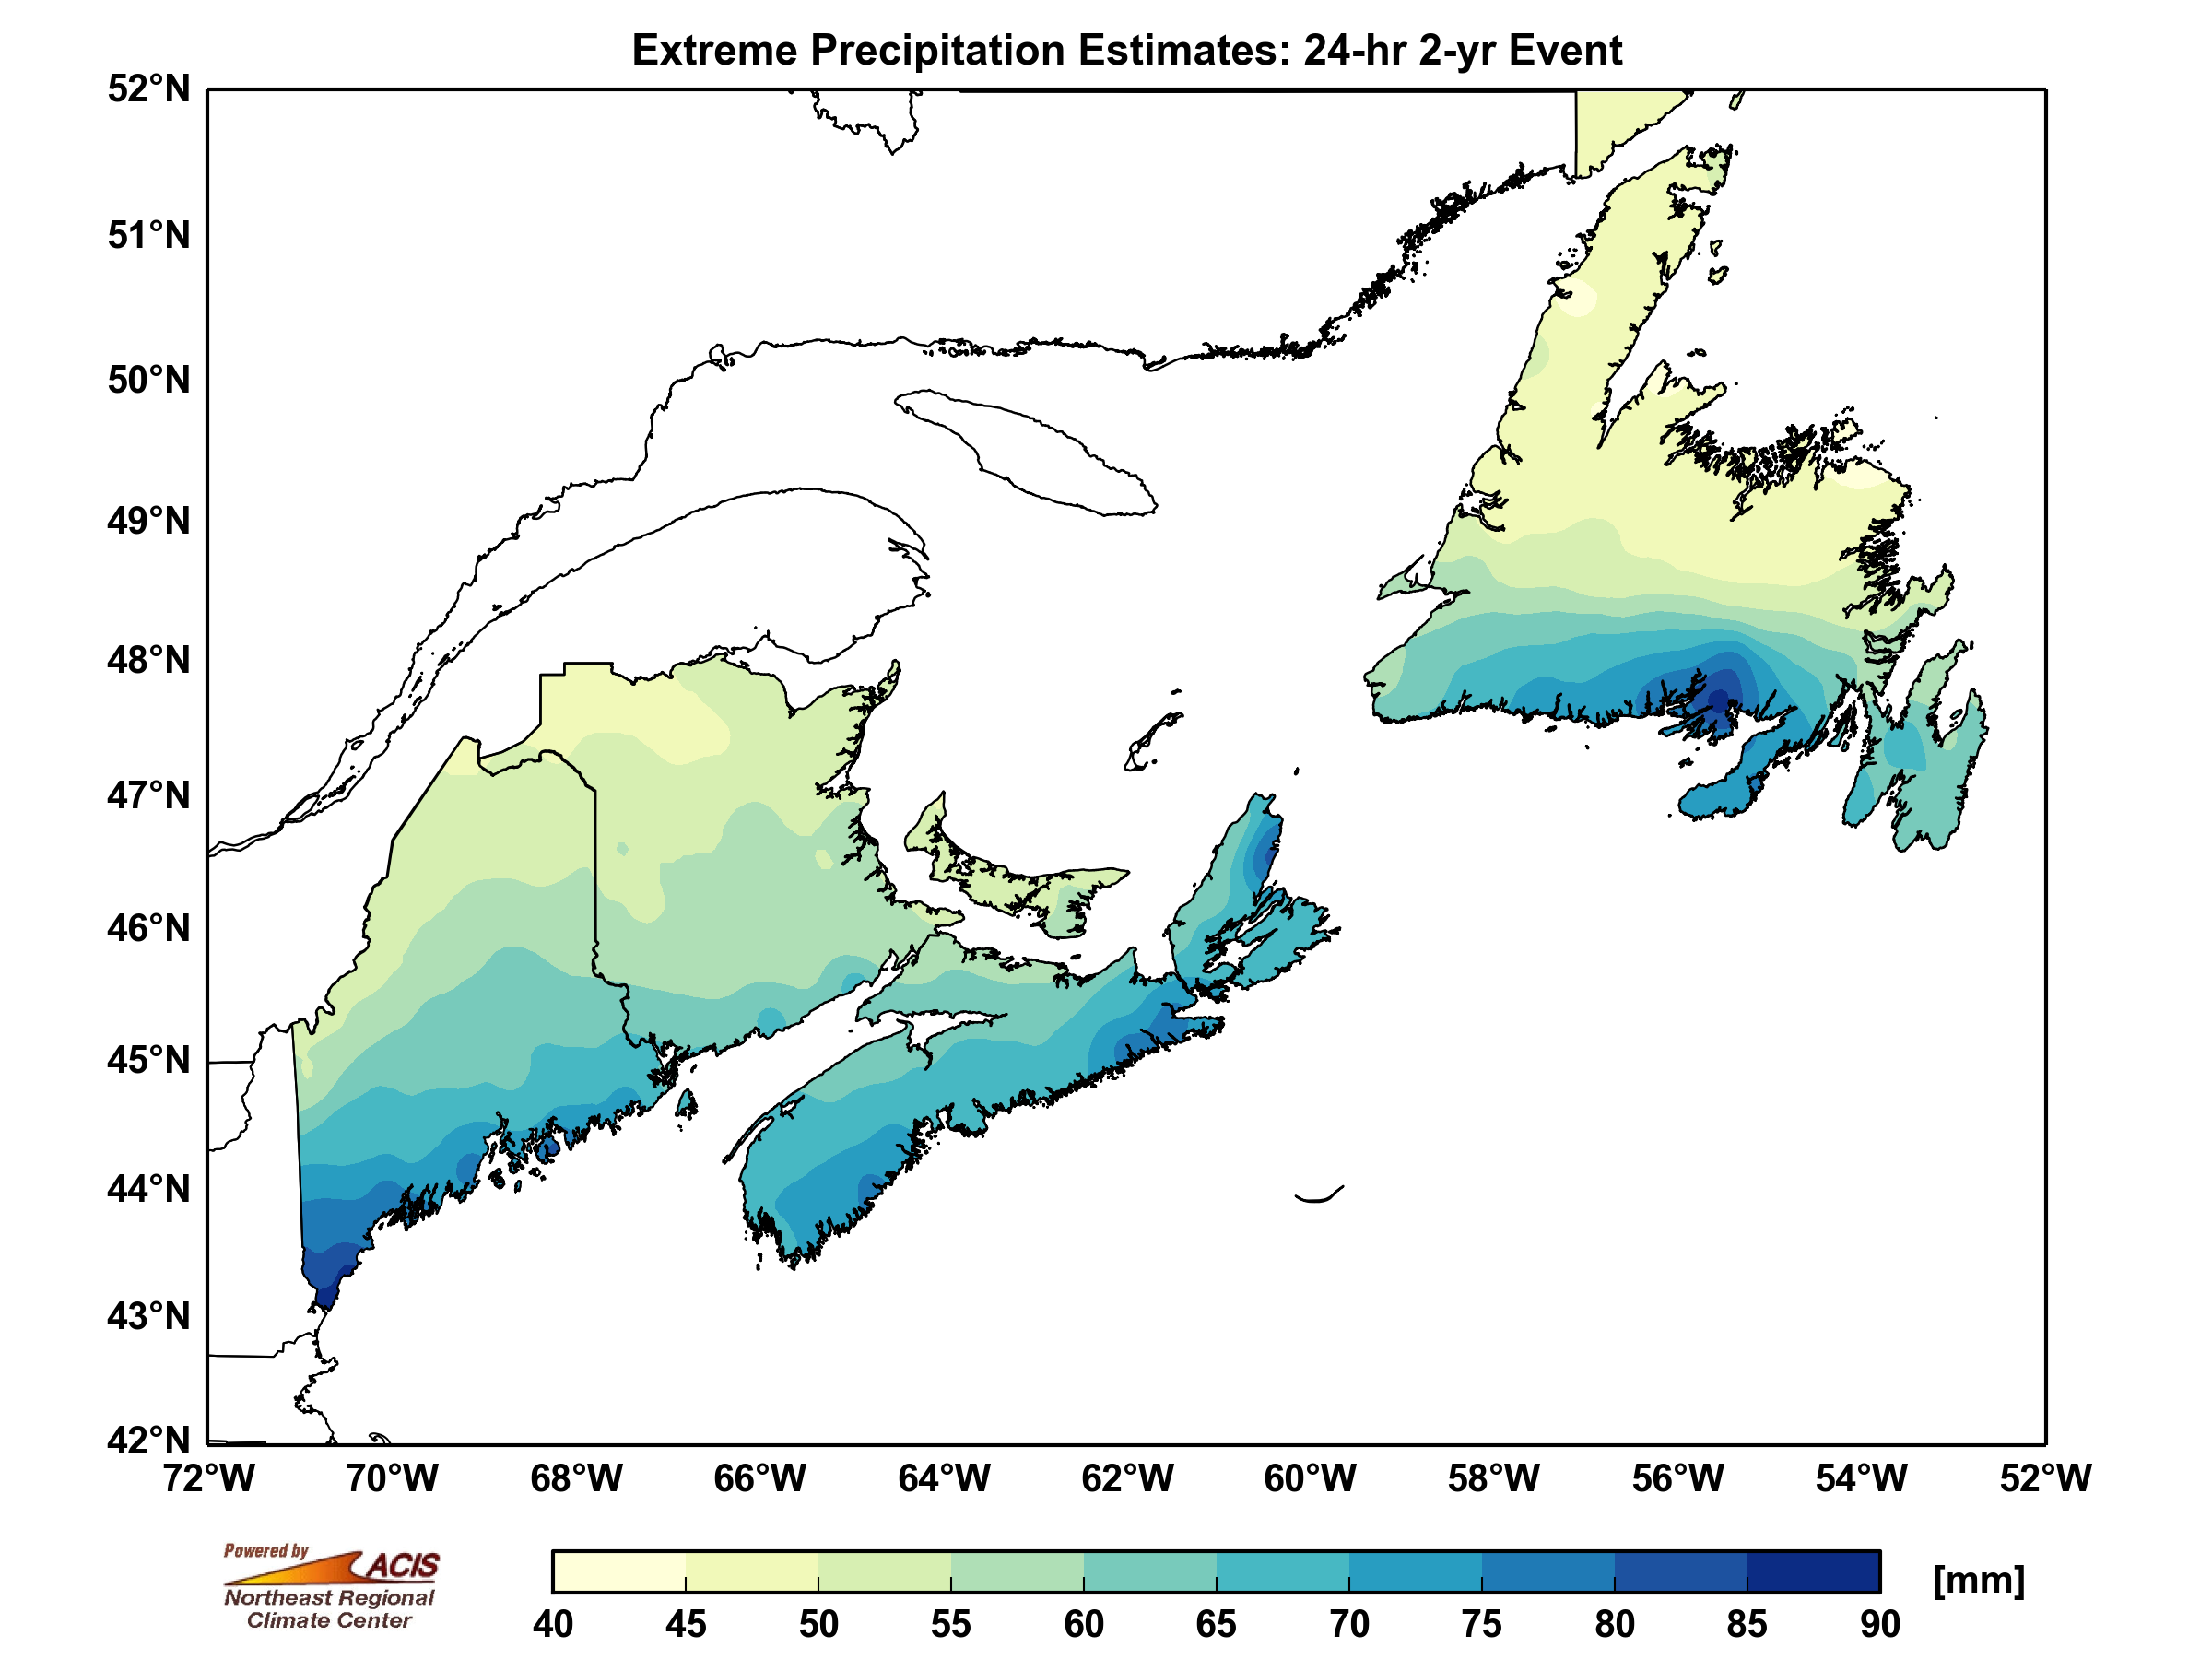 Extreme Precipitation Estimates: 24-hr 2-yr Event
52°N
51°N
50°N
49°N
48°N
47°N
46°N
45°N
44°N
43°N
42°N
72°W 70°W 68°W 66°W 64°W 62°W 60°W 58°W 56°W 54°W 52°W
Powered by
ACIS
Northeast Regional
Climate Center
[mm]
40 45 50 55 60 65 70 75 80 85 90